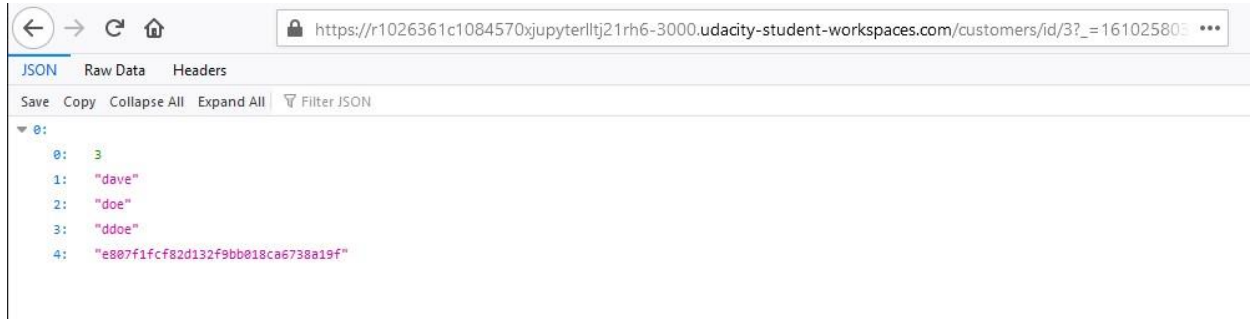 https://r1026361c1084570xjupyterlltj21rh6-3000.udacity-student-workspaces.com/customers/id/3?_=161025803
JSON Raw Data Headers
Save Copy Collapse All Expand All Filter JSON
0:
0: 3
1: "dave"
2: "doe"
3: "ddoe"
4: "e807f1fcf82d132f9bb018ca6738a19f"